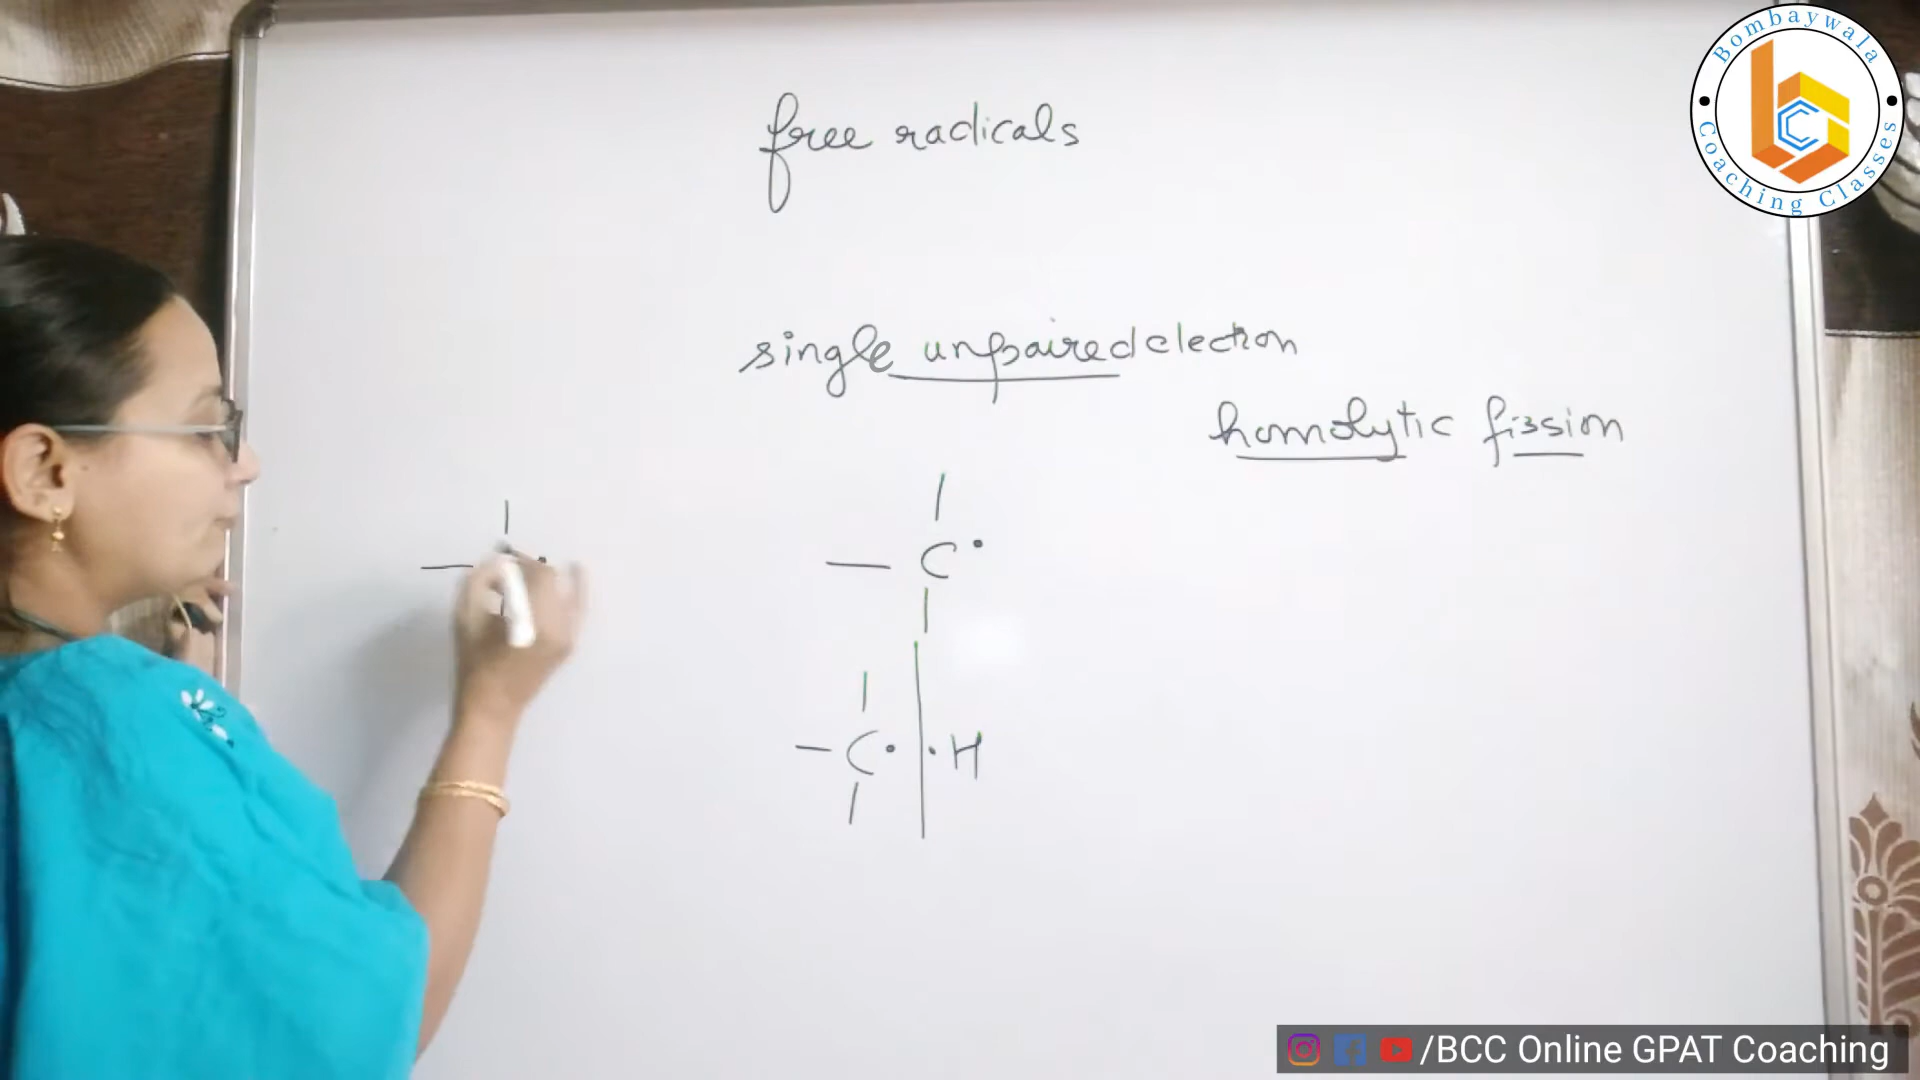 Bombaywala
Coaching Classes
free radicals
single unpaired electron
homolytic fission
C
C H
/BCC Online GPAT Coaching